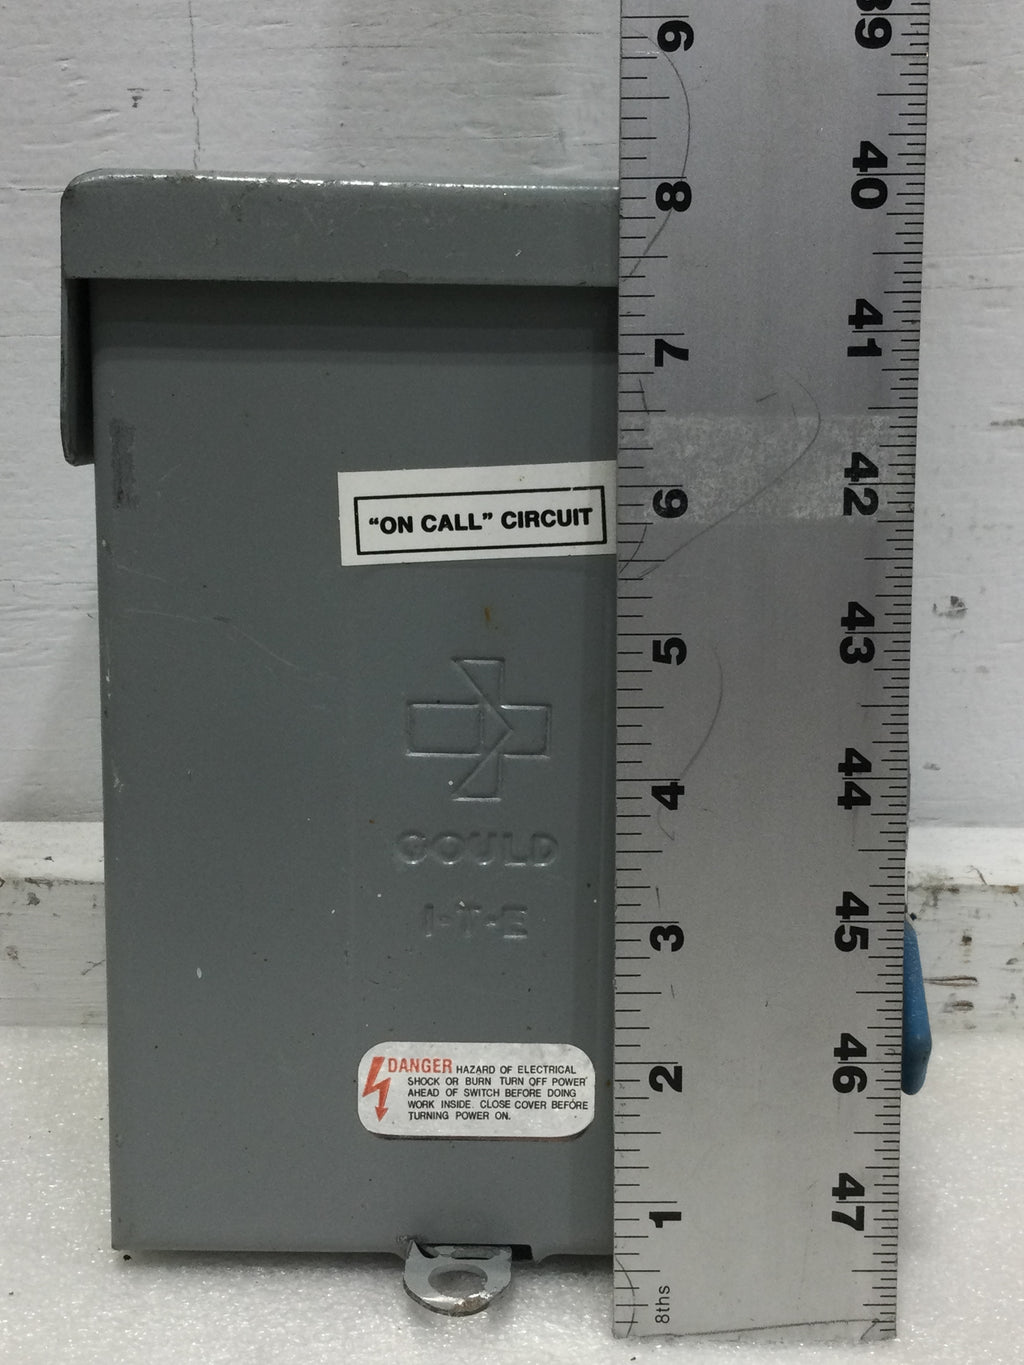 "ON CALL" CIRCUIT
GOULD
I-T-E
DANGER HAZARD OF ELECTRICAL
SHOCK OR BURN TURN OFF POWER
AHEAD OF SWITCH BEFORE DOING
WORK INSIDE. CLOSE COVER BEFORE
TURNING POWER ON.
9
8
7
6
5
4
3
2
1
8ths
39
40
41
42
43
44
45
46
47